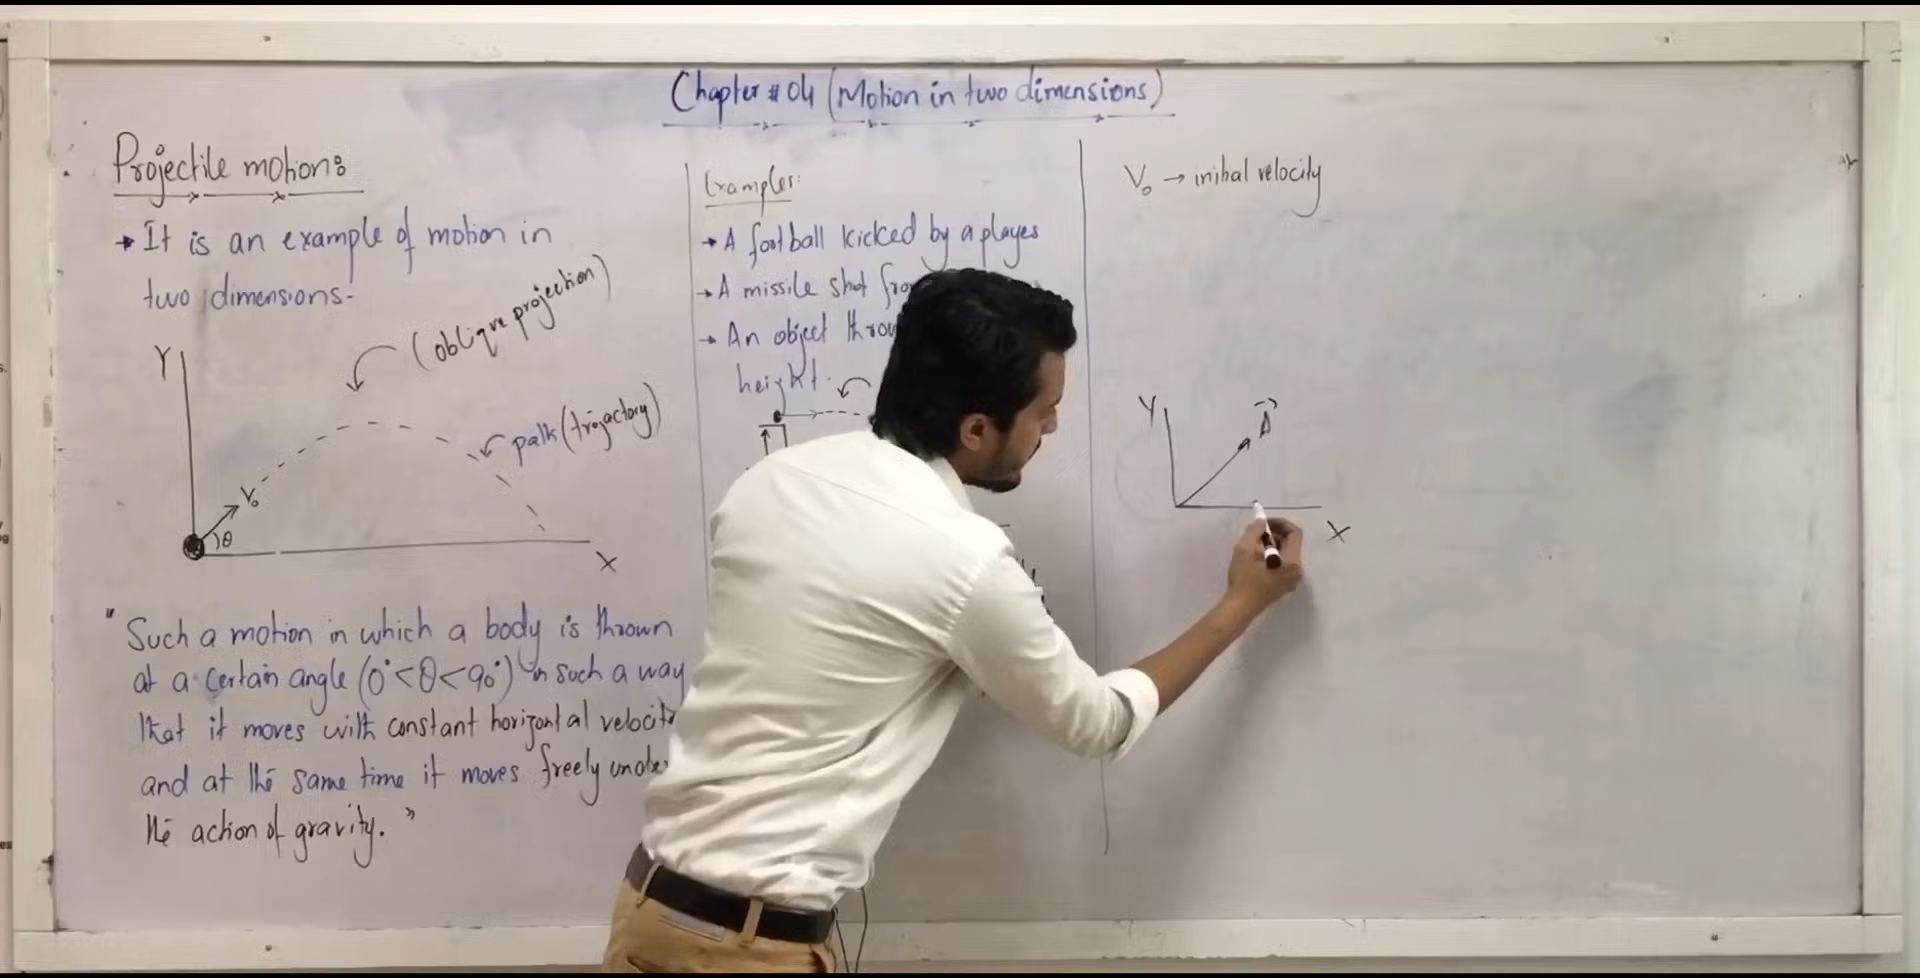 Chapter # 04 (Motion in two dimensions)
Projectile motion:
→ It is an example of motion in
two dimensions.
(oblique projection)
Y
path (trojactory)
V₀
θ
X
"Such a motion in which a body is thrown
at a certain angle (0° < θ < 90°) in such a way
that it moves with constant horizontal
and at the same time it moves freely
the action of gravity."
Examples:
→ A football kicked by a player
→ A missile shot
→ An object
height.
V₀ → initial velocity
Y
A⃗
X